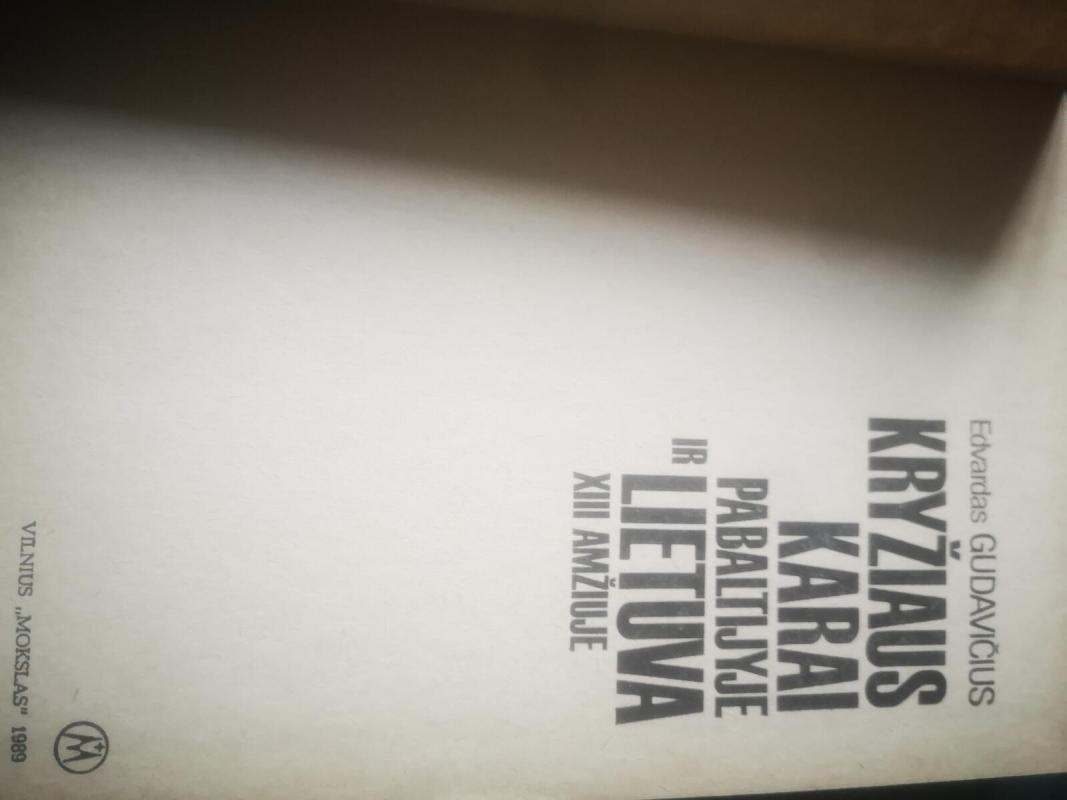 Edvardas GUDAVIČIUS
KRYŽIAUS
KARAI
PABALTIJYJE
IR LIETUVA
XIII AMŽIUJE
VILNIUS „MOKSLAS“ 1989
M